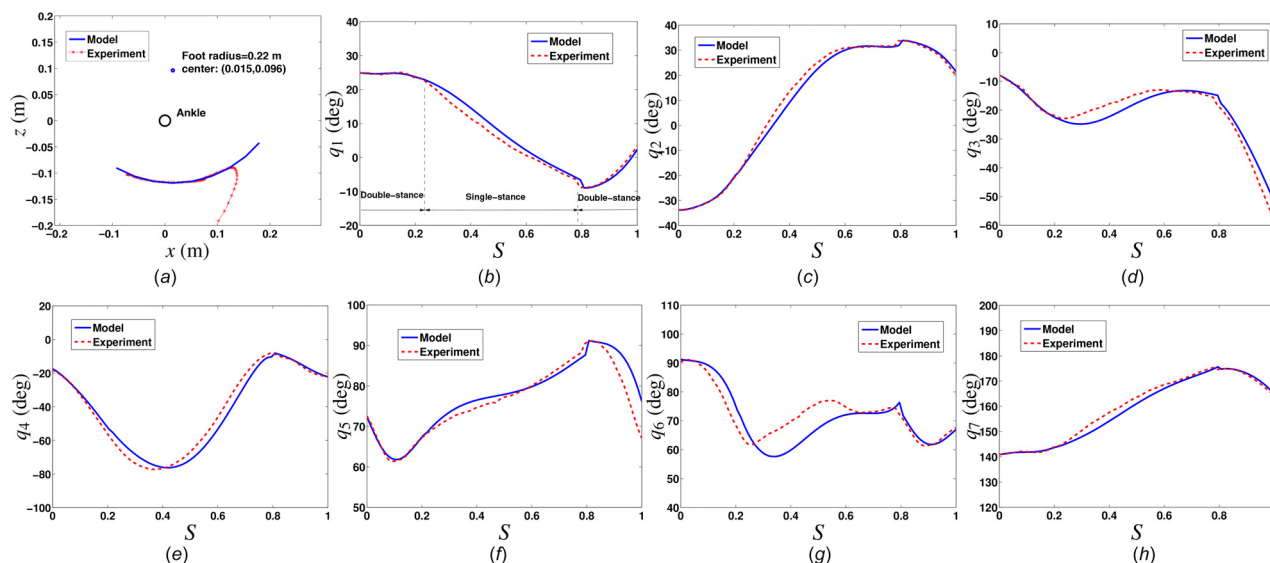 0.2
0.15
0.1
0.05
0
−0.05
−0.1
−0.15
−0.2
z (m)
Model
Experiment
Foot radius=0.22 m
center: (0.015,0.096)
Ankle
−0.2 −0.1 0 0.1 0.2
x (m)
(a)
40
30
20
10
0
−10
−20
q1 (deg)
Model
Experiment
Double−stance
Single−stance
Double−stance
0 0.2 0.4 0.6 0.8 1
S
(b)
40
30
20
10
0
−10
−20
−30
−40
q2 (deg)
Model
Experiment
0 0.2 0.4 0.6 0.8 1
S
(c)
10
0
−10
−20
−30
−40
−50
−60
q3 (deg)
Model
Experiment
0 0.2 0.4 0.6 0.8
S
(d)
20
0
−20
−40
−60
−80
−100
q4 (deg)
Model
Experiment
0 0.2 0.4 0.6 0.8 1
S
(e)
100
90
80
70
60
50
q5 (deg)
Model
Experiment
0 0.2 0.4 0.6 0.8 1
S
(f)
110
100
90
80
70
60
50
40
q6 (deg)
Model
Experiment
0 0.2 0.4 0.6 0.8 1
S
(g)
200
190
180
170
160
150
140
130
120
q7 (deg)
Model
Experiment
0 0.2 0.4 0.6 0.8
S
(h)